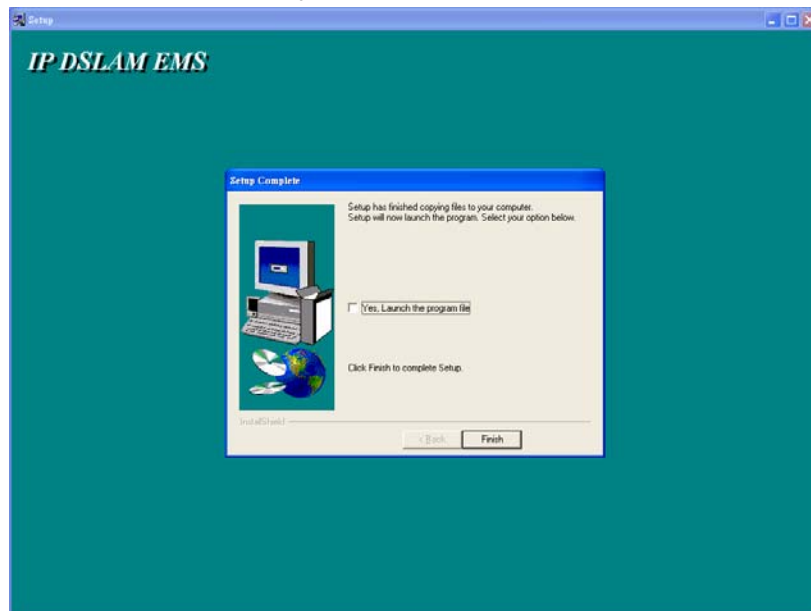 Setup
IP DSLAM EMS
Setup Complete
Setup has finished copying files to your computer.
Setup will now launch the program. Select your option below.
Yes, Launch the program file
Click Finish to complete Setup.
InstallShield
< Back
Finish